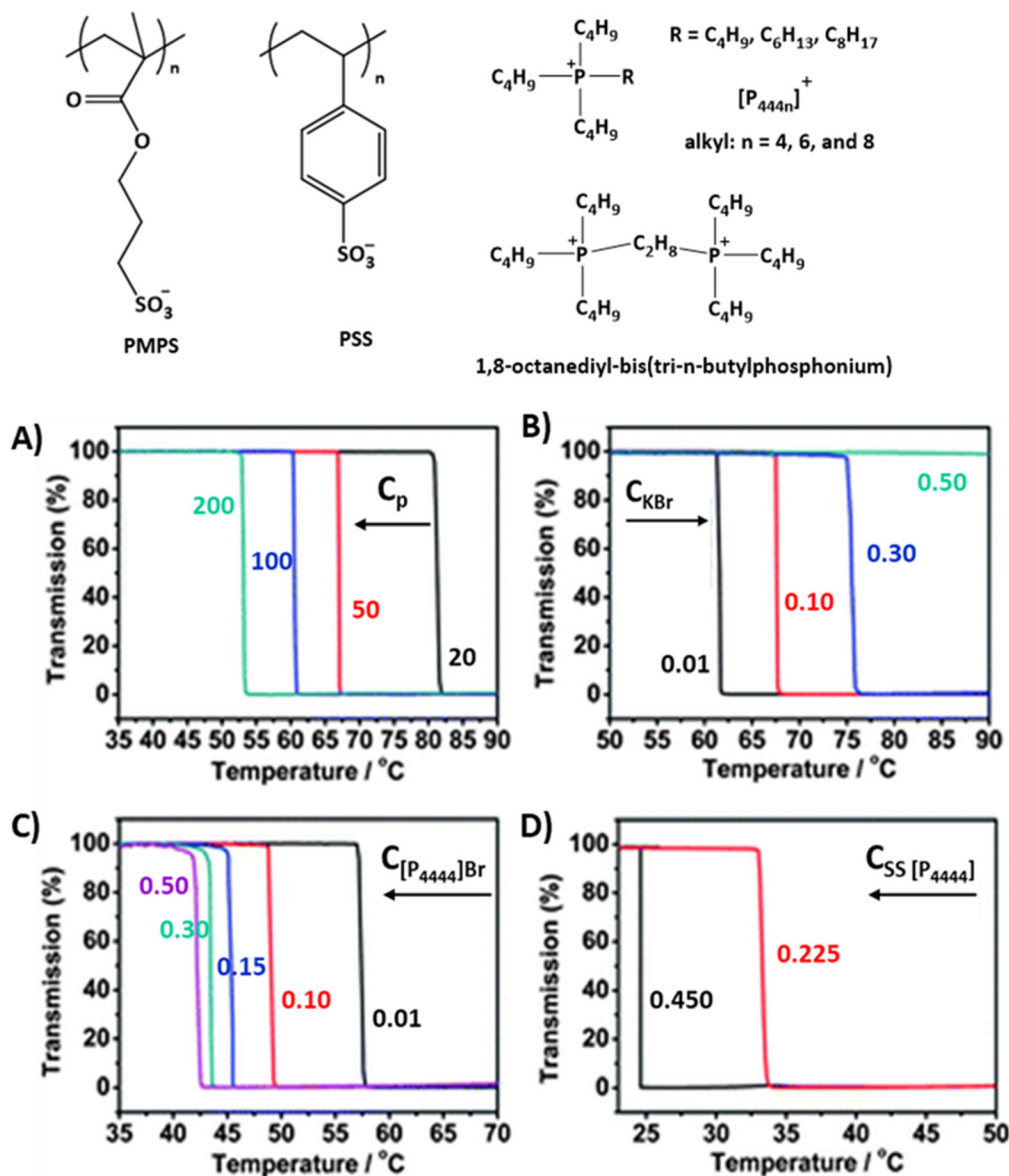 C₄H₉
R = C₄H₉, C₆H₁₃, C₈H₁₇
n
n
C₄H₉
+
P
R
O
O
[P₄₄₄ₙ]⁺
C₄H₉
alkyl: n = 4, 6, and 8
C₄H₉
C₄H₉
SO₃⁻
C₄H₉
+
P
C₂H₈
+
P
C₄H₉
SO₃⁻
C₄H₉
C₄H₉
PMPS
PSS
1,8-octanediyl-bis(tri-n-butylphosphonium)
A)
Transmission (%)
100
80
60
40
20
0
200
100
50
20
Cₚ
35 40 45 50 55 60 65 70 75 80 85 90
Temperature / °C
B)
Transmission (%)
100
80
60
40
20
0
C_KBr
0.50
0.30
0.10
0.01
50 55 60 65 70 75 80 85 90
Temperature / °C
C)
Transmission (%)
100
80
60
40
20
0
C[P₄₄₄₄]Br
0.50
0.30
0.15
0.10
0.01
35 40 45 50 55 60 65 70
Temperature / °C
D)
Transmission (%)
100
80
60
40
20
0
C_SS [P₄₄₄₄]
0.225
0.450
25 30 35 40 45 50
Temperature / °C